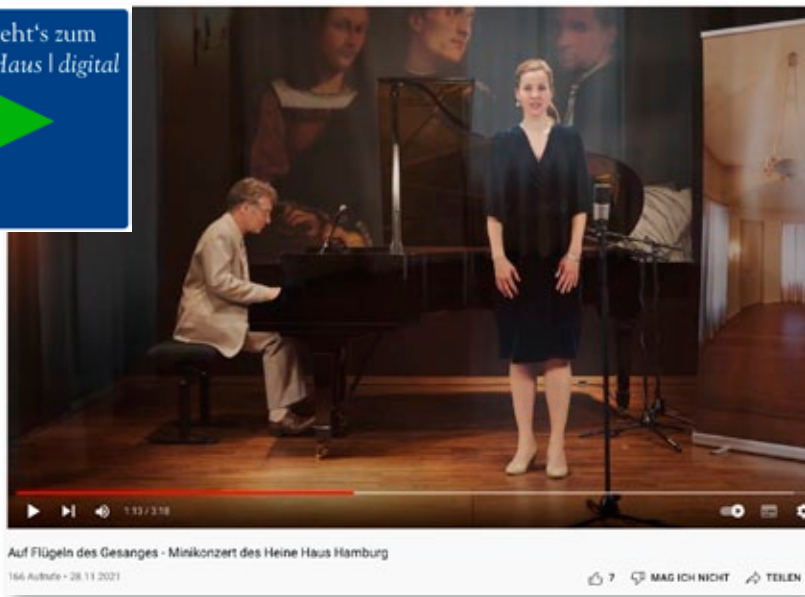 eht's zum
Haus | digital
1:13 / 3:18
Auf Flügeln des Gesanges - Minikonzert des Heine Haus Hamburg
166 Aufrufe • 28.11.2021
7 MAG ICH NICHT TEILEN